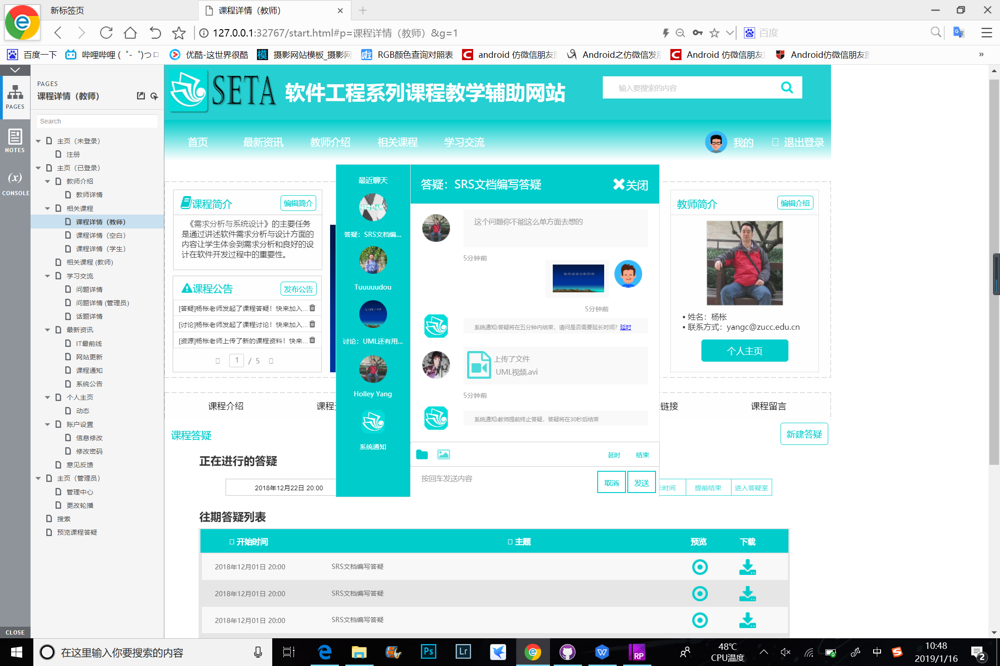 新标签页
课程详情（教师）
127.0.0.1:32767/start.html#p=课程详情（教师）&g=1
百度
百度一下
哔哩哔哩 ( ゜- ゜)つロ
优酷-这世界很酷
摄影网站模板_摄影网
RGB颜色查询对照表
android 仿微信朋友圈
Android之仿微信发朋
Android 仿微信朋友圈
Android仿微信朋友圈
PAGES
课程详情（教师）
PAGES
NOTES
(x)
CONSOLE
CLOSE
Search
主页（未登录）
注册
主页（已登录）
教师介绍
教师详情
相关课程
课程详情（教师）
课程详情（空白）
课程详情（学生）
相关课程 (教师)
学习交流
问题详情
问题详情 (管理员)
话题详情
最新资讯
IT最前线
网站更新
课程通知
系统公告
个人主页
动态
账户设置
信息修改
修改密码
意见反馈
主页（管理员）
管理中心
更改轮播
搜索
预览课程答疑
SETA 软件工程系列课程教学辅助网站
输入要搜索的内容
首页
最新资讯
教师介绍
相关课程
学习交流
我的
退出登录
课程简介
编辑简介
《需求分析与系统设计》的主要任务
是通过讲述软件需求分析与设计方面的
内容让学生体会到需求分析和良好的设
计在软件开发过程中的重要性。
课程公告
发布公告
[答疑]杨枨老师发起了课程答疑！快来加入...
[讨论]杨枨老师发起了课程讨论！快来加入...
[资源]杨枨老师上传了新的课程资料！快来...
1 / 5
最近聊天
答疑：SRS文档编...
Tuuuuudou
讨论：UML还有用...
Holley Yang
系统通知
答疑：SRS文档编写答疑
关闭
这个问题你不能这么单方面去想的
5分钟前
5分钟前
系统通知:答疑将在五分钟内结束，请问是否需要延长时间？延时
上传了文件
UML视频.avi
5分钟前
系统通知:教师提前终止答疑，答疑将在30秒后结束
延时
结束
按回车发送内容
取消
发送
教师简介
编辑介绍
• 姓名：杨枨
• 联系方式：yangc@zucc.edu.cn
个人主页
课程介绍
课程
链接
课程留言
课程答疑
新建答疑
正在进行的答疑
2018年12月22日 20:00
时间
提前结束
进入答疑室
往期答疑列表
开始时间
主题
预览
下载
2018年12月01日 20:00
SRS文档编写答疑
2018年12月01日 20:00
SRS文档编写答疑
2018年12月01日 20:00
SRS文档编写答疑
在这里输入你要搜索的内容
Ps
Lr
RP
48℃
CPU温度
中
10:48
2019/1/16
2